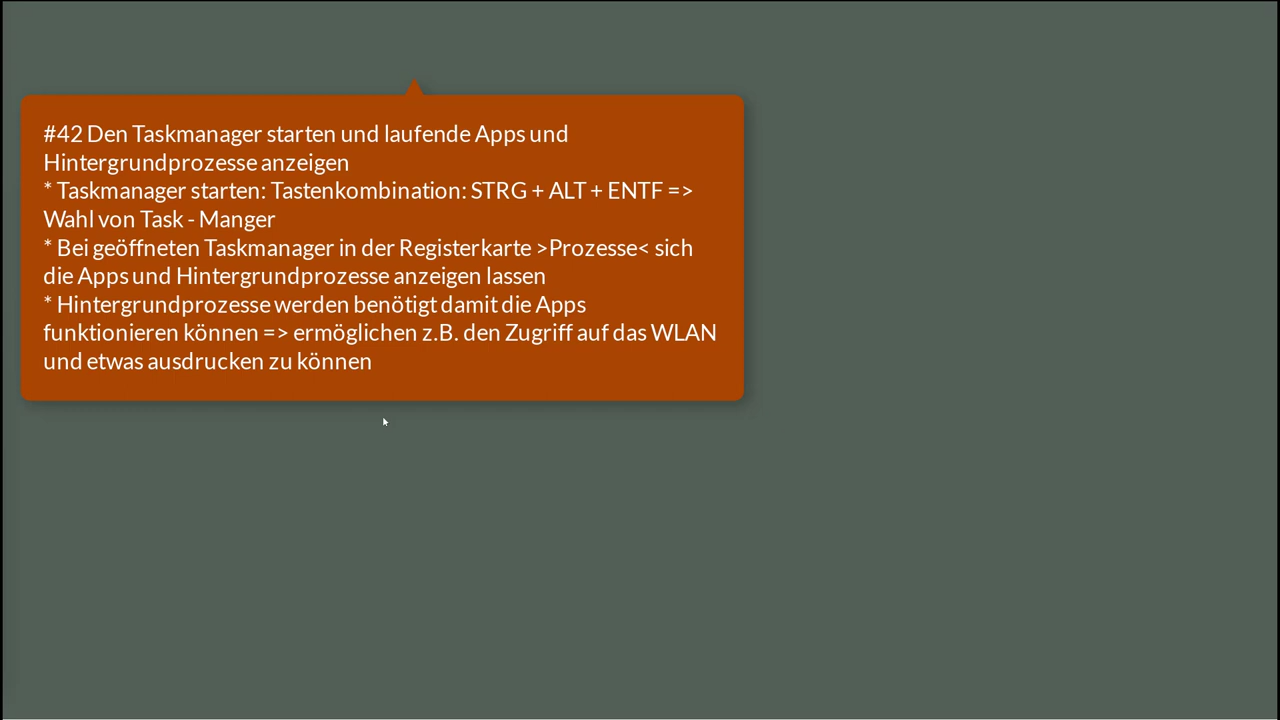 #42 Den Taskmanager starten und laufende Apps und
Hintergrundprozesse anzeigen
* Taskmanager starten: Tastenkombination: STRG + ALT + ENTF =>
Wahl von Task - Manger
* Bei geöffneten Taskmanager in der Registerkarte >Prozesse< sich
die Apps und Hintergrundprozesse anzeigen lassen
* Hintergrundprozesse werden benötigt damit die Apps
funktionieren können => ermöglichen z.B. den Zugriff auf das WLAN
und etwas ausdrucken zu können